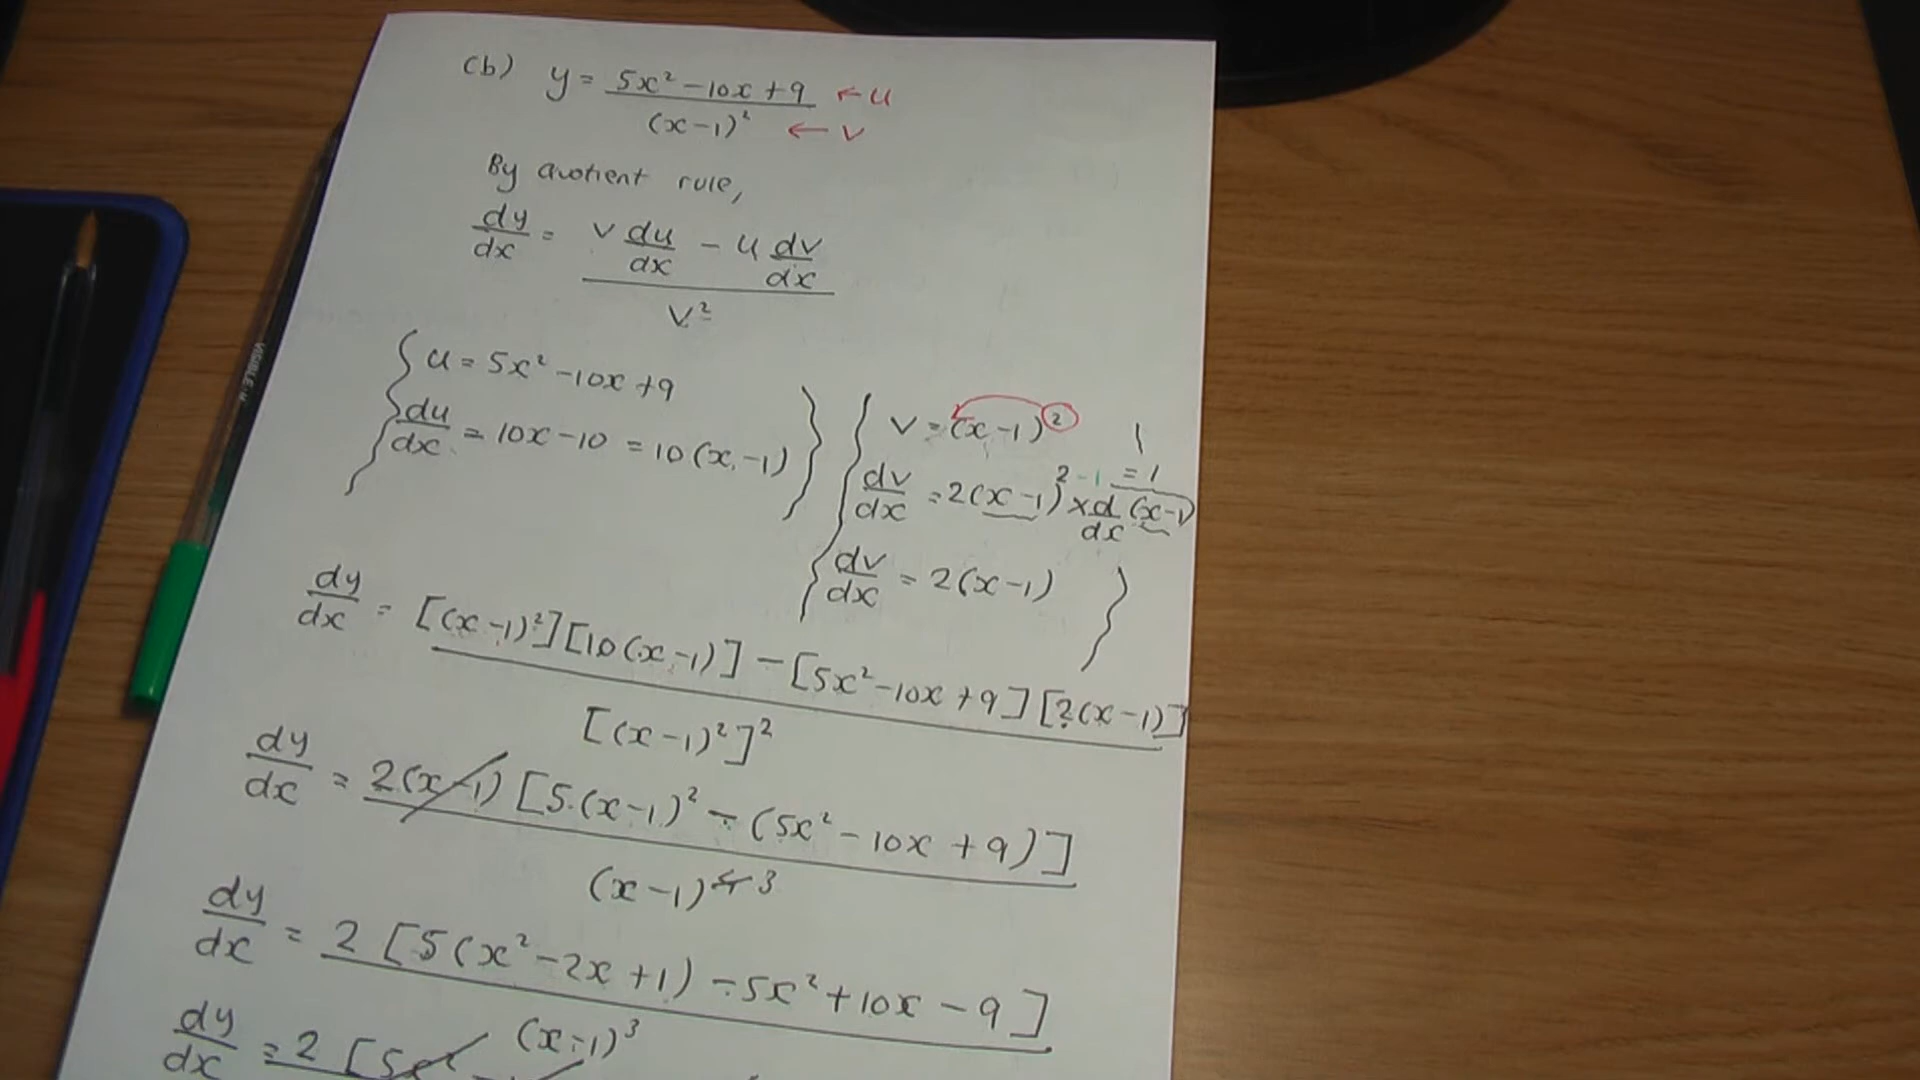 (b) y = 5x² - 10x + 9 ← u
(x - 1)² ← v
By quotient rule,
dy/dx = v du/dx - u dv/dx
v²
u = 5x² - 10x + 9
du/dx = 10x - 10 = 10(x - 1)
v = (x - 1)²
dv/dx = 2(x - 1)²⁻¹ × d/dx (x - 1) = 1
dv/dx = 2(x - 1)
dy/dx = [(x - 1)²][10(x - 1)] - [5x² - 10x + 9][2(x - 1)]
[(x - 1)²]²
dy/dx = 2(x - 1)[5(x - 1)² - (5x² - 10x + 9)]
(x - 1)⁴ 3
dy/dx = 2[5(x² - 2x + 1) - 5x² + 10x - 9]
(x - 1)³
dy/dx = 2[5x² -